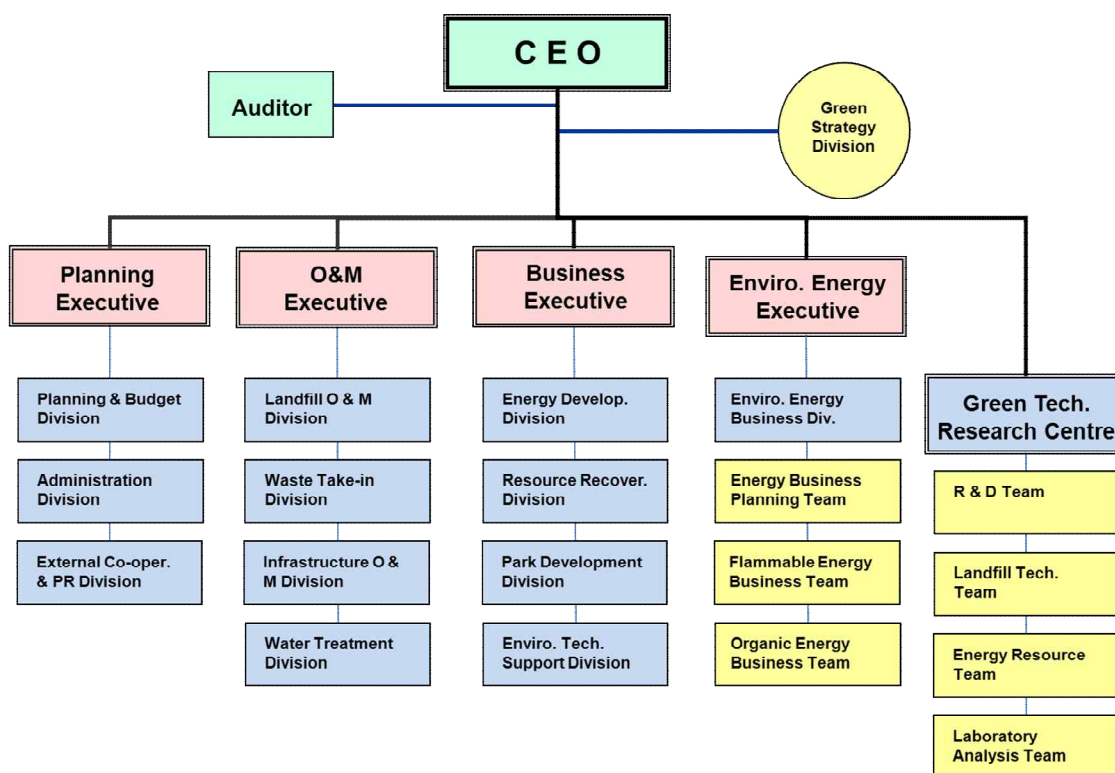 C E O
Auditor
Green
Strategy
Division
Planning
Executive
O&M
Executive
Business
Executive
Enviro. Energy
Executive
Planning & Budget
Division
Administration
Division
External Co-oper.
& PR Division
Landfill O & M
Division
Waste Take-in
Division
Infrastructure O &
M Division
Water Treatment
Division
Energy Develop.
Division
Resource Recover.
Division
Park Development
Division
Enviro. Tech.
Support Division
Enviro. Energy
Business Div.
Energy Business
Planning Team
Flammable Energy
Business Team
Organic Energy
Business Team
Green Tech.
Research Centre
R & D Team
Landfill Tech.
Team
Energy Resource
Team
Laboratory
Analysis Team